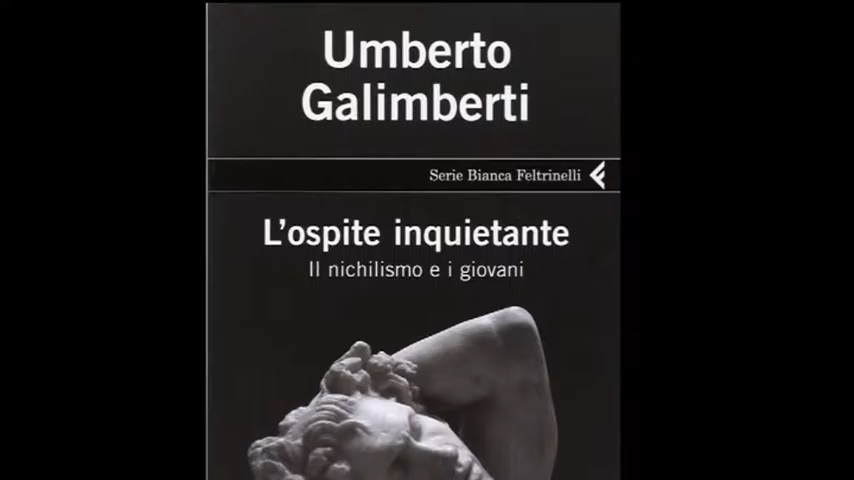 Umberto
Galimberti
Serie Bianca Feltrinelli
L'ospite inquietante
Il nichilismo e i giovani